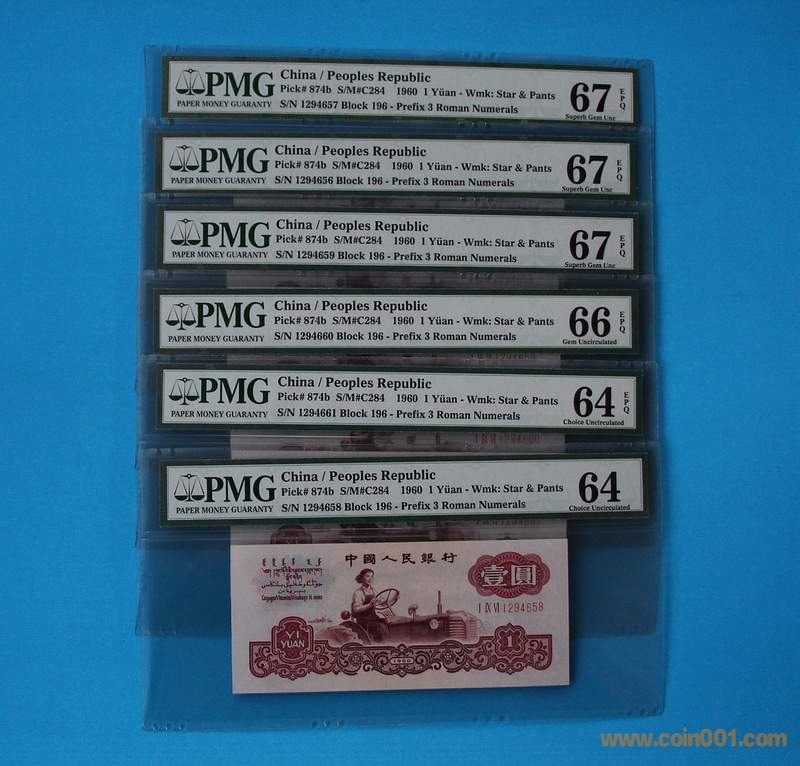 PMG
PAPER MONEY GUARANTY
China / Peoples Republic
Pick# 874b S/M#C284 1960 1 Yüan - Wmk: Star & Pants
S/N 1294657 Block 196 - Prefix 3 Roman Numerals
67
EPQ
Superb Gem Unc
PMG
PAPER MONEY GUARANTY
China / Peoples Republic
Pick# 874b S/M#C284 1960 1 Yüan - Wmk: Star & Pants
S/N 1294656 Block 196 - Prefix 3 Roman Numerals
67
EPQ
Superb Gem Unc
PMG
PAPER MONEY GUARANTY
China / Peoples Republic
Pick# 874b S/M#C284 1960 1 Yüan - Wmk: Star & Pants
S/N 1294659 Block 196 - Prefix 3 Roman Numerals
67
EPQ
Superb Gem Unc
PMG
PAPER MONEY GUARANTY
China / Peoples Republic
Pick# 874b S/M#C284 1960 1 Yüan - Wmk: Star & Pants
S/N 1294660 Block 196 - Prefix 3 Roman Numerals
66
EPQ
Gem Uncirculated
PMG
PAPER MONEY GUARANTY
China / Peoples Republic
Pick# 874b S/M#C284 1960 1 Yüan - Wmk: Star & Pants
S/N 1294661 Block 196 - Prefix 3 Roman Numerals
64
EPQ
Choice Uncirculated
PMG
PAPER MONEY GUARANTY
China / Peoples Republic
Pick# 874b S/M#C284 1960 1 Yüan - Wmk: Star & Pants
S/N 1294658 Block 196 - Prefix 3 Roman Numerals
64
Choice Uncirculated
中國人民銀行
壹圓
I IX VI 1294658
YI
YUAN
1
1960
www.coin001.com